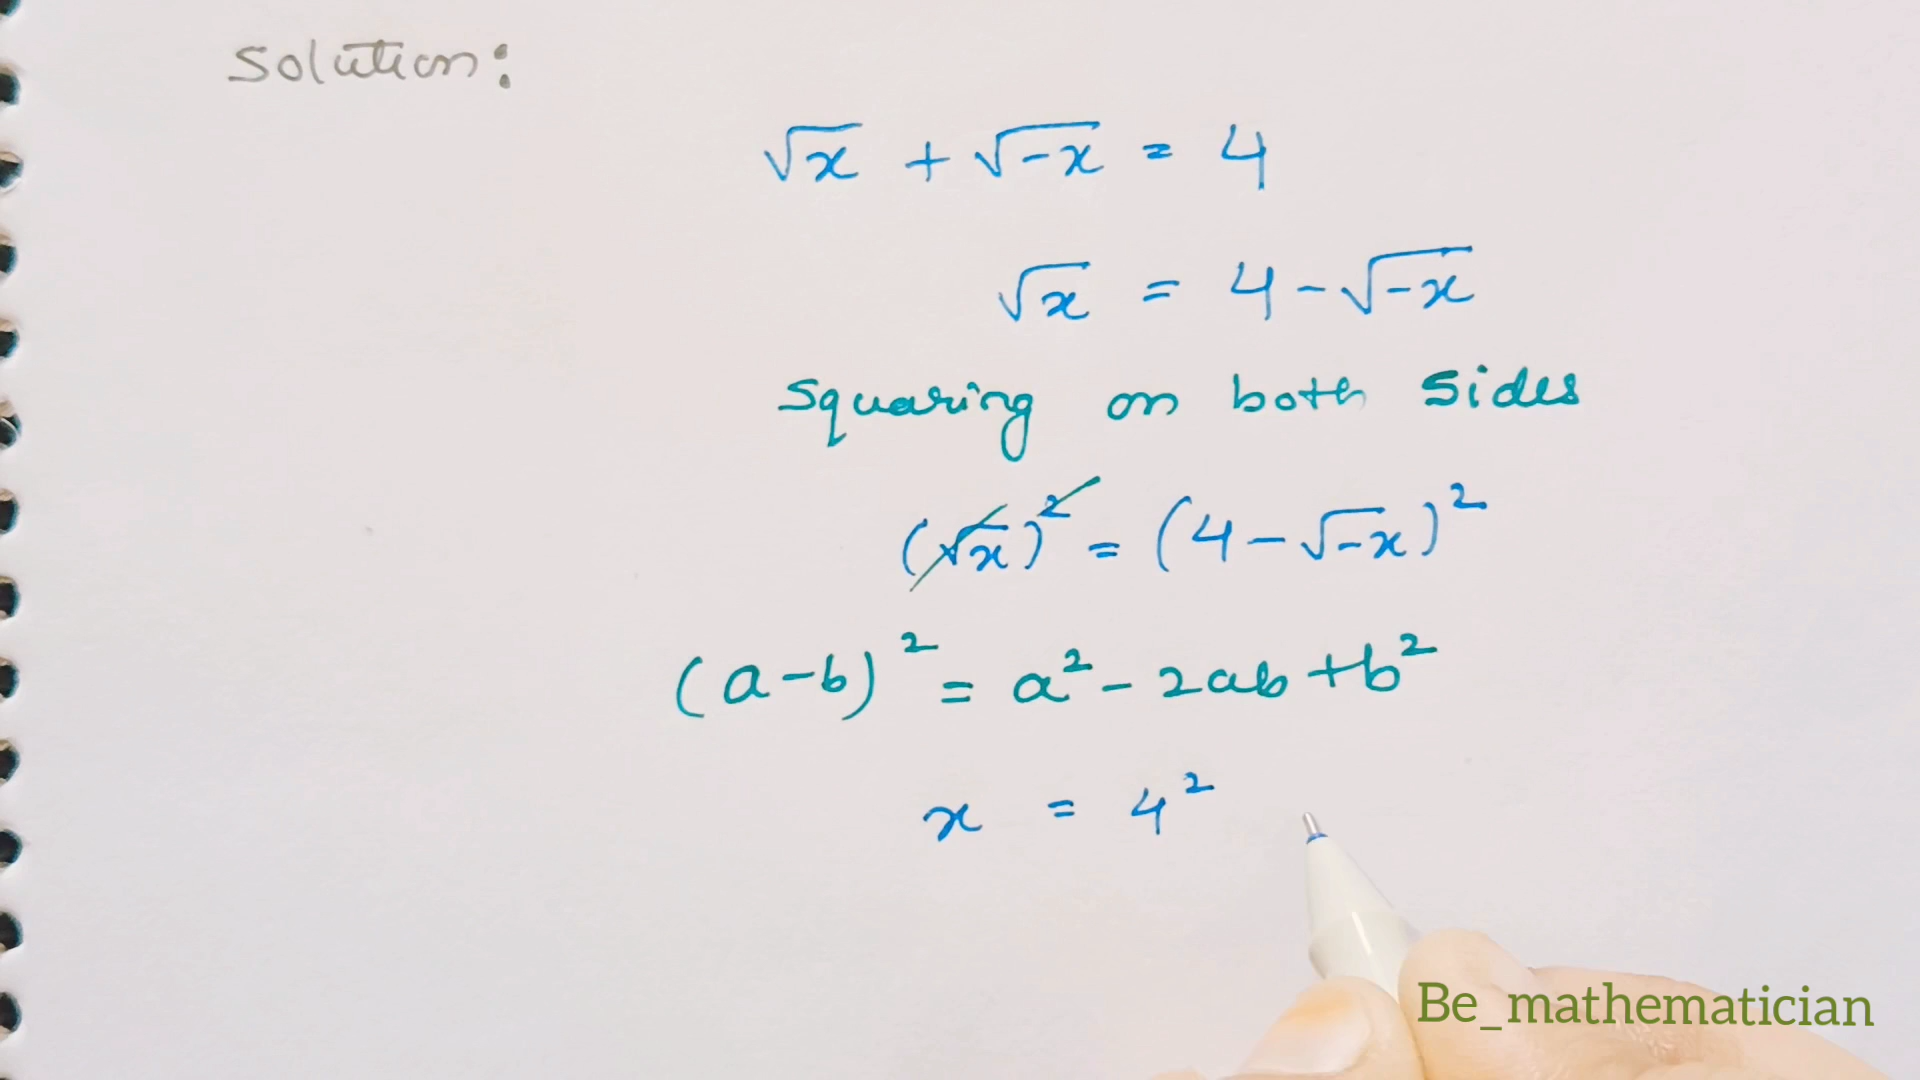 Solution:
√x + √-x = 4
√x = 4 - √-x
Squaring on both sides
(√x)² = (4 - √-x)²
(a-b)² = a² - 2ab + b²
x = 4²
Be_mathematician